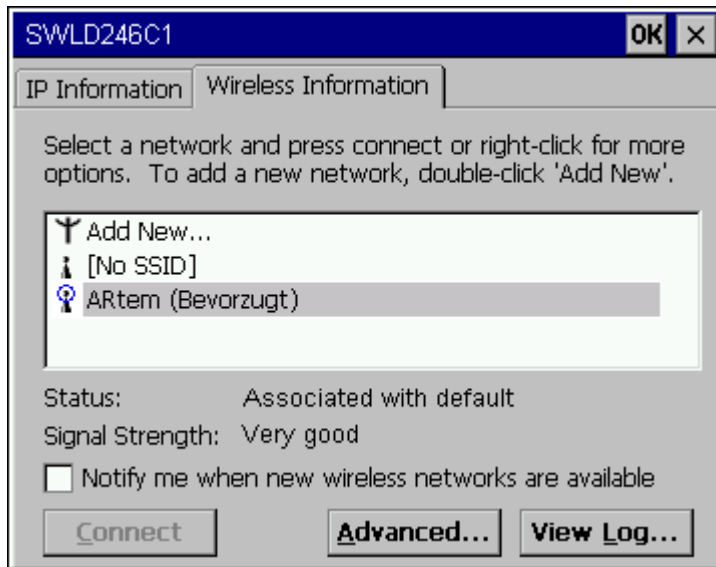 SWLD246C1 OK ×
IP Information Wireless Information
Select a network and press connect or right-click for more
options. To add a new network, double-click 'Add New'.
Add New...
[No SSID]
ARtem (Bevorzugt)
Status: Associated with default
Signal Strength: Very good
Notify me when new wireless networks are available
Connect Advanced... View Log...